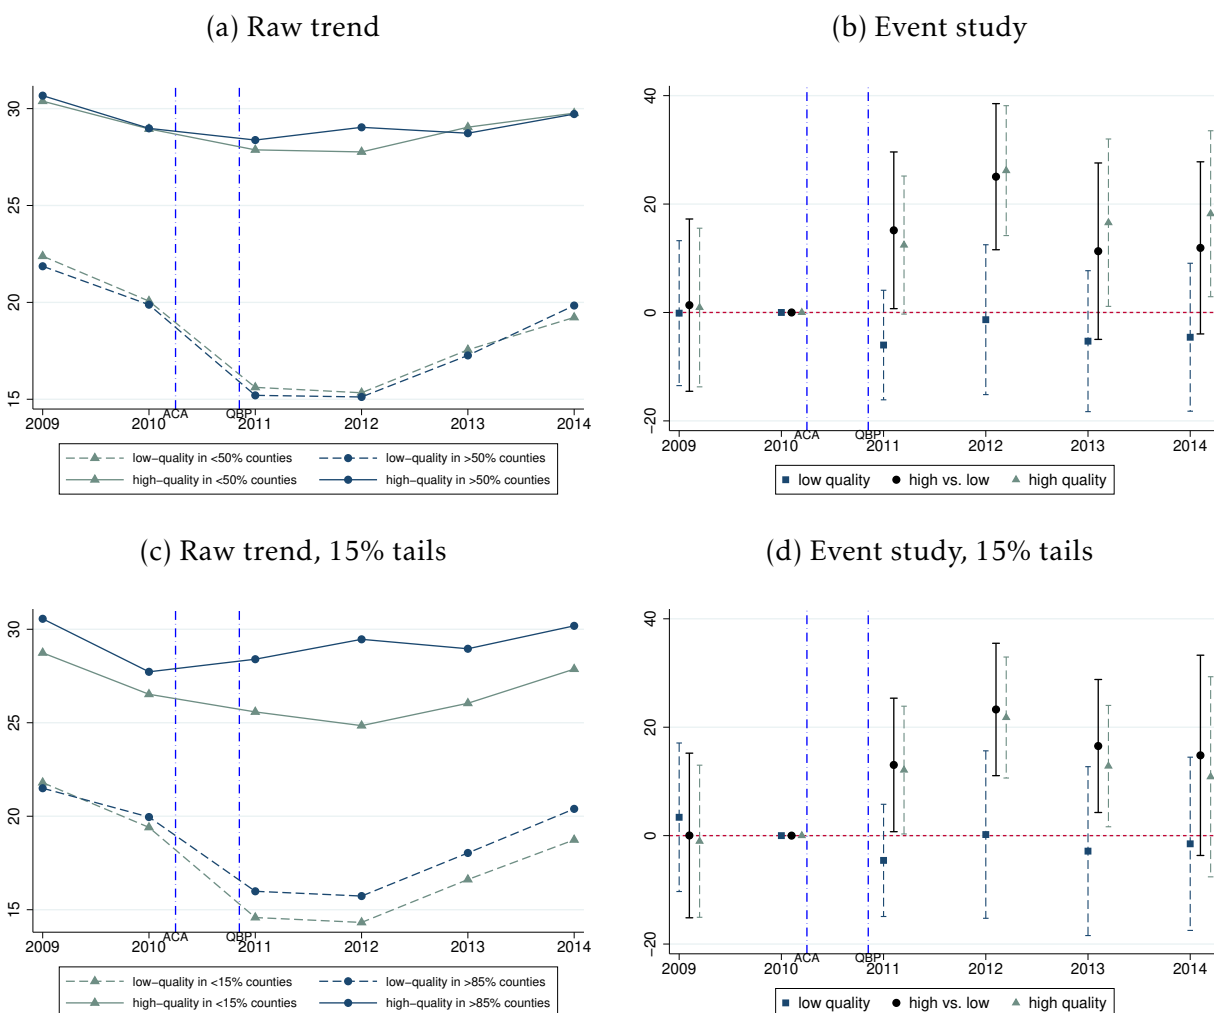 (a) Raw trend
30
25
20
15
2009 2010 ACA QBP 2011 2012 2013 2014
low−quality in <50% counties low−quality in >50% counties
high−quality in <50% counties high−quality in >50% counties
(b) Event study
40
20
0
−20
2009 2010 ACA QBP 2011 2012 2013 2014
low quality high vs. low high quality
(c) Raw trend, 15% tails
30
25
20
15
2009 2010 ACA QBP 2011 2012 2013 2014
low−quality in <15% counties low−quality in >85% counties
high−quality in <15% counties high−quality in >85% counties
(d) Event study, 15% tails
40
20
0
−20
2009 2010 ACA QBP 2011 2012 2013 2014
low quality high vs. low high quality